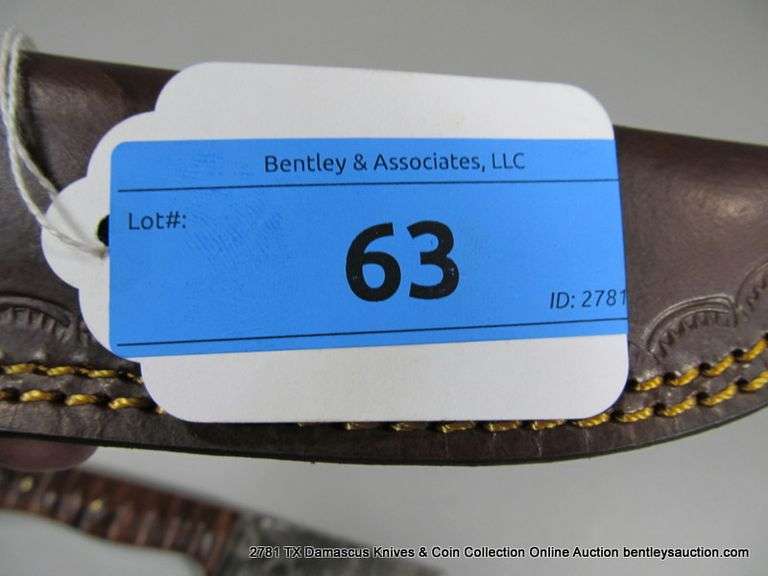 Bentley & Associates, LLC
Lot#:
63
ID: 2781
2781 TX Damascus Knives & Coin Collection Online Auction bentleysauction.com